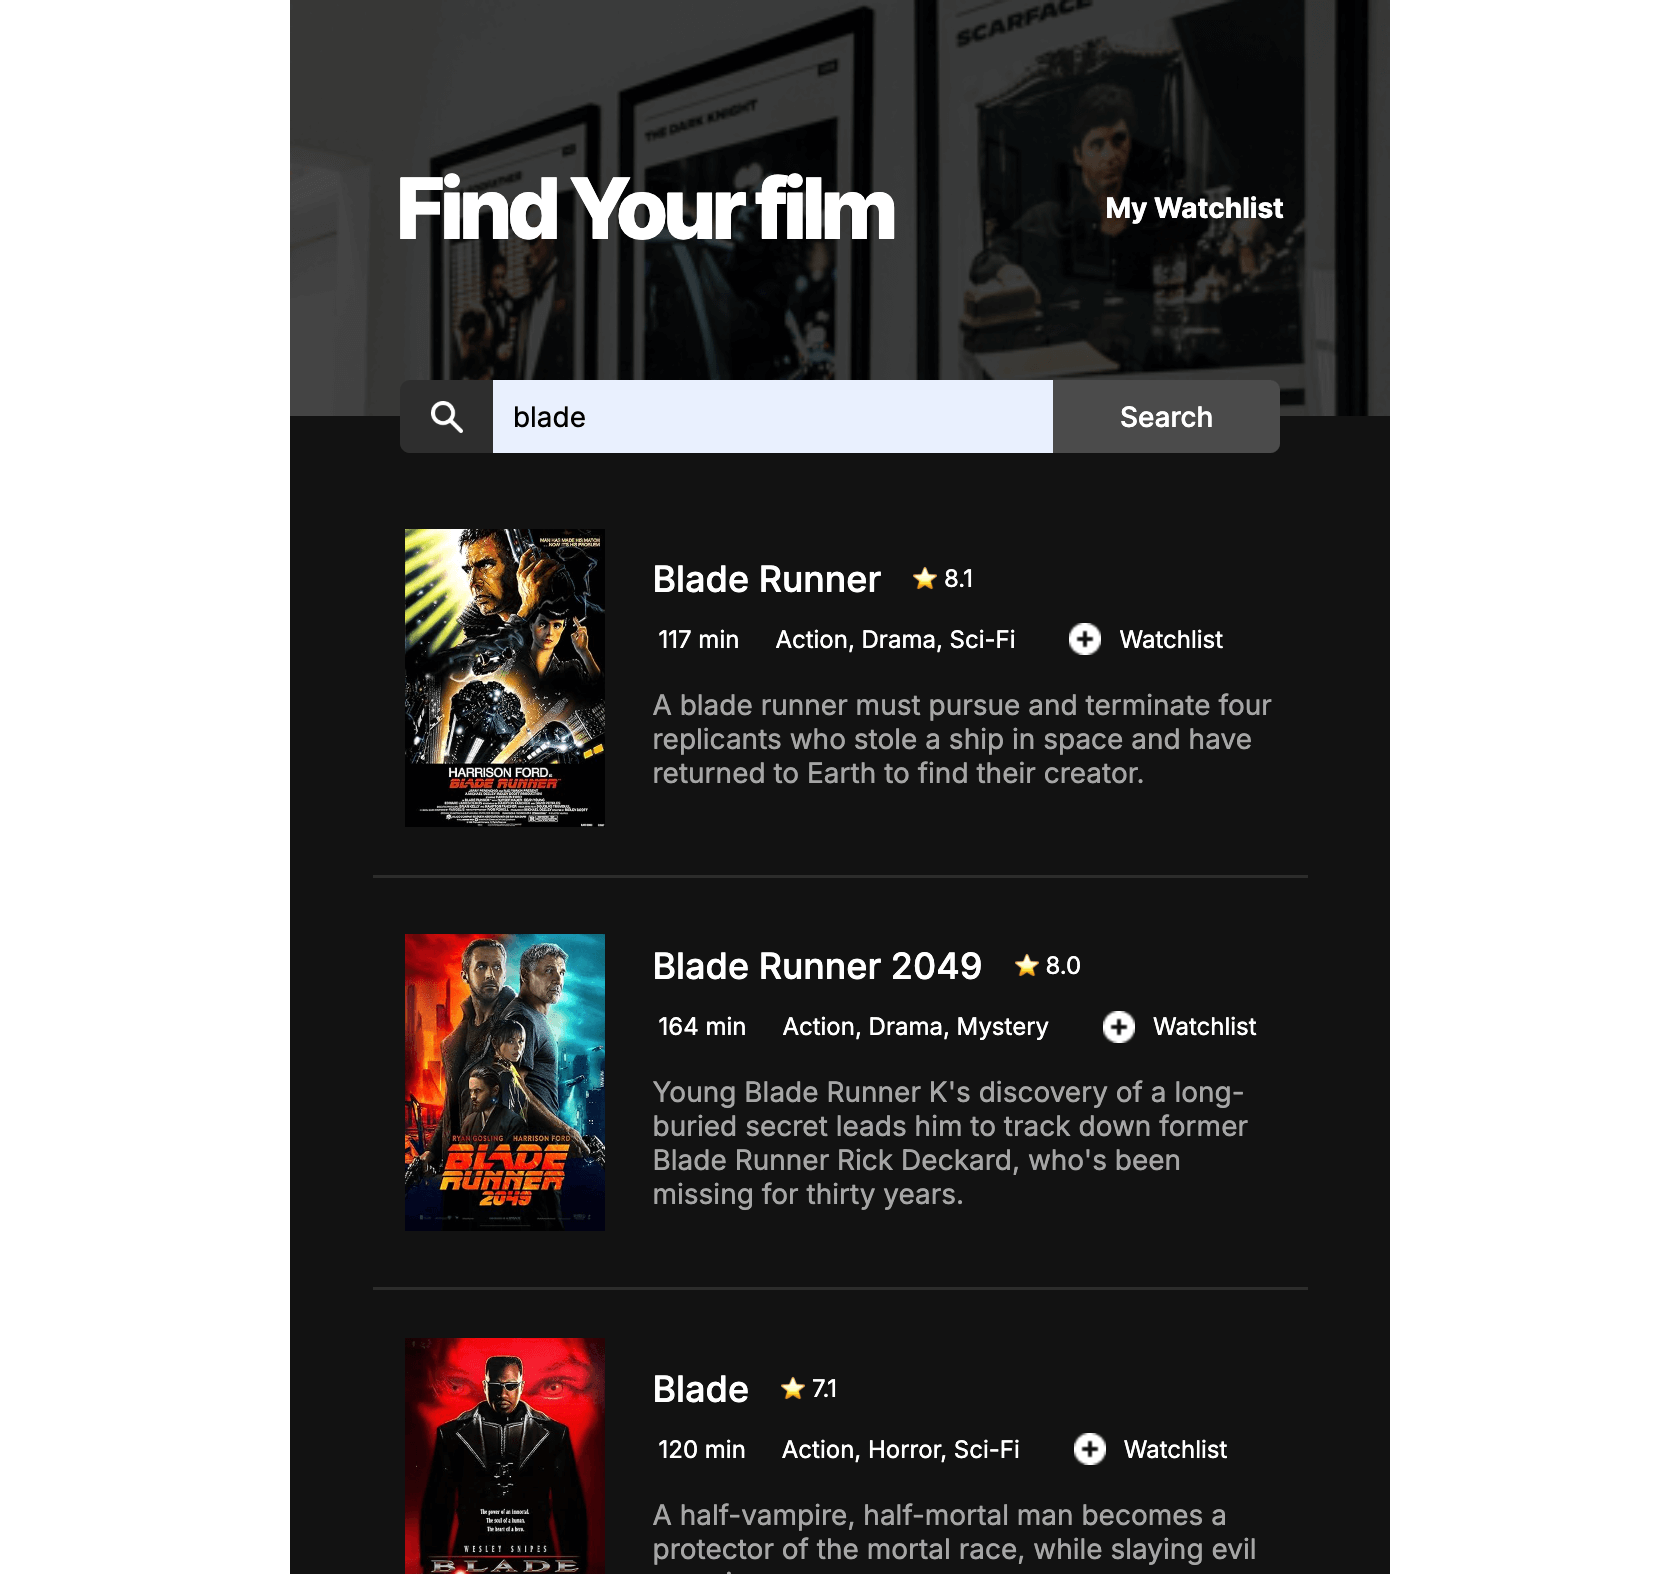 SCARFACE
THE DARK KNIGHT
Find Your film
My Watchlist
blade
Search
MAN HAS MADE HIS MATCH
... NOW IT'S HIS PROBLEM
HARRISON FORD
BLADE RUNNER
Blade Runner ⭐ 8.1
117 min Action, Drama, Sci-Fi Watchlist
A blade runner must pursue and terminate four
replicants who stole a ship in space and have
returned to Earth to find their creator.
RYAN GOSLING HARRISON FORD
BLADE
RUNNER
2049
Blade Runner 2049 ⭐ 8.0
164 min Action, Drama, Mystery Watchlist
Young Blade Runner K's discovery of a long-
buried secret leads him to track down former
Blade Runner Rick Deckard, who's been
missing for thirty years.
The power of an immortal.
The soul of a human.
The heart of a hero.
WESLEY SNIPES
BLADE
Blade ⭐ 7.1
120 min Action, Horror, Sci-Fi Watchlist
A half-vampire, half-mortal man becomes a
protector of the mortal race, while slaying evil